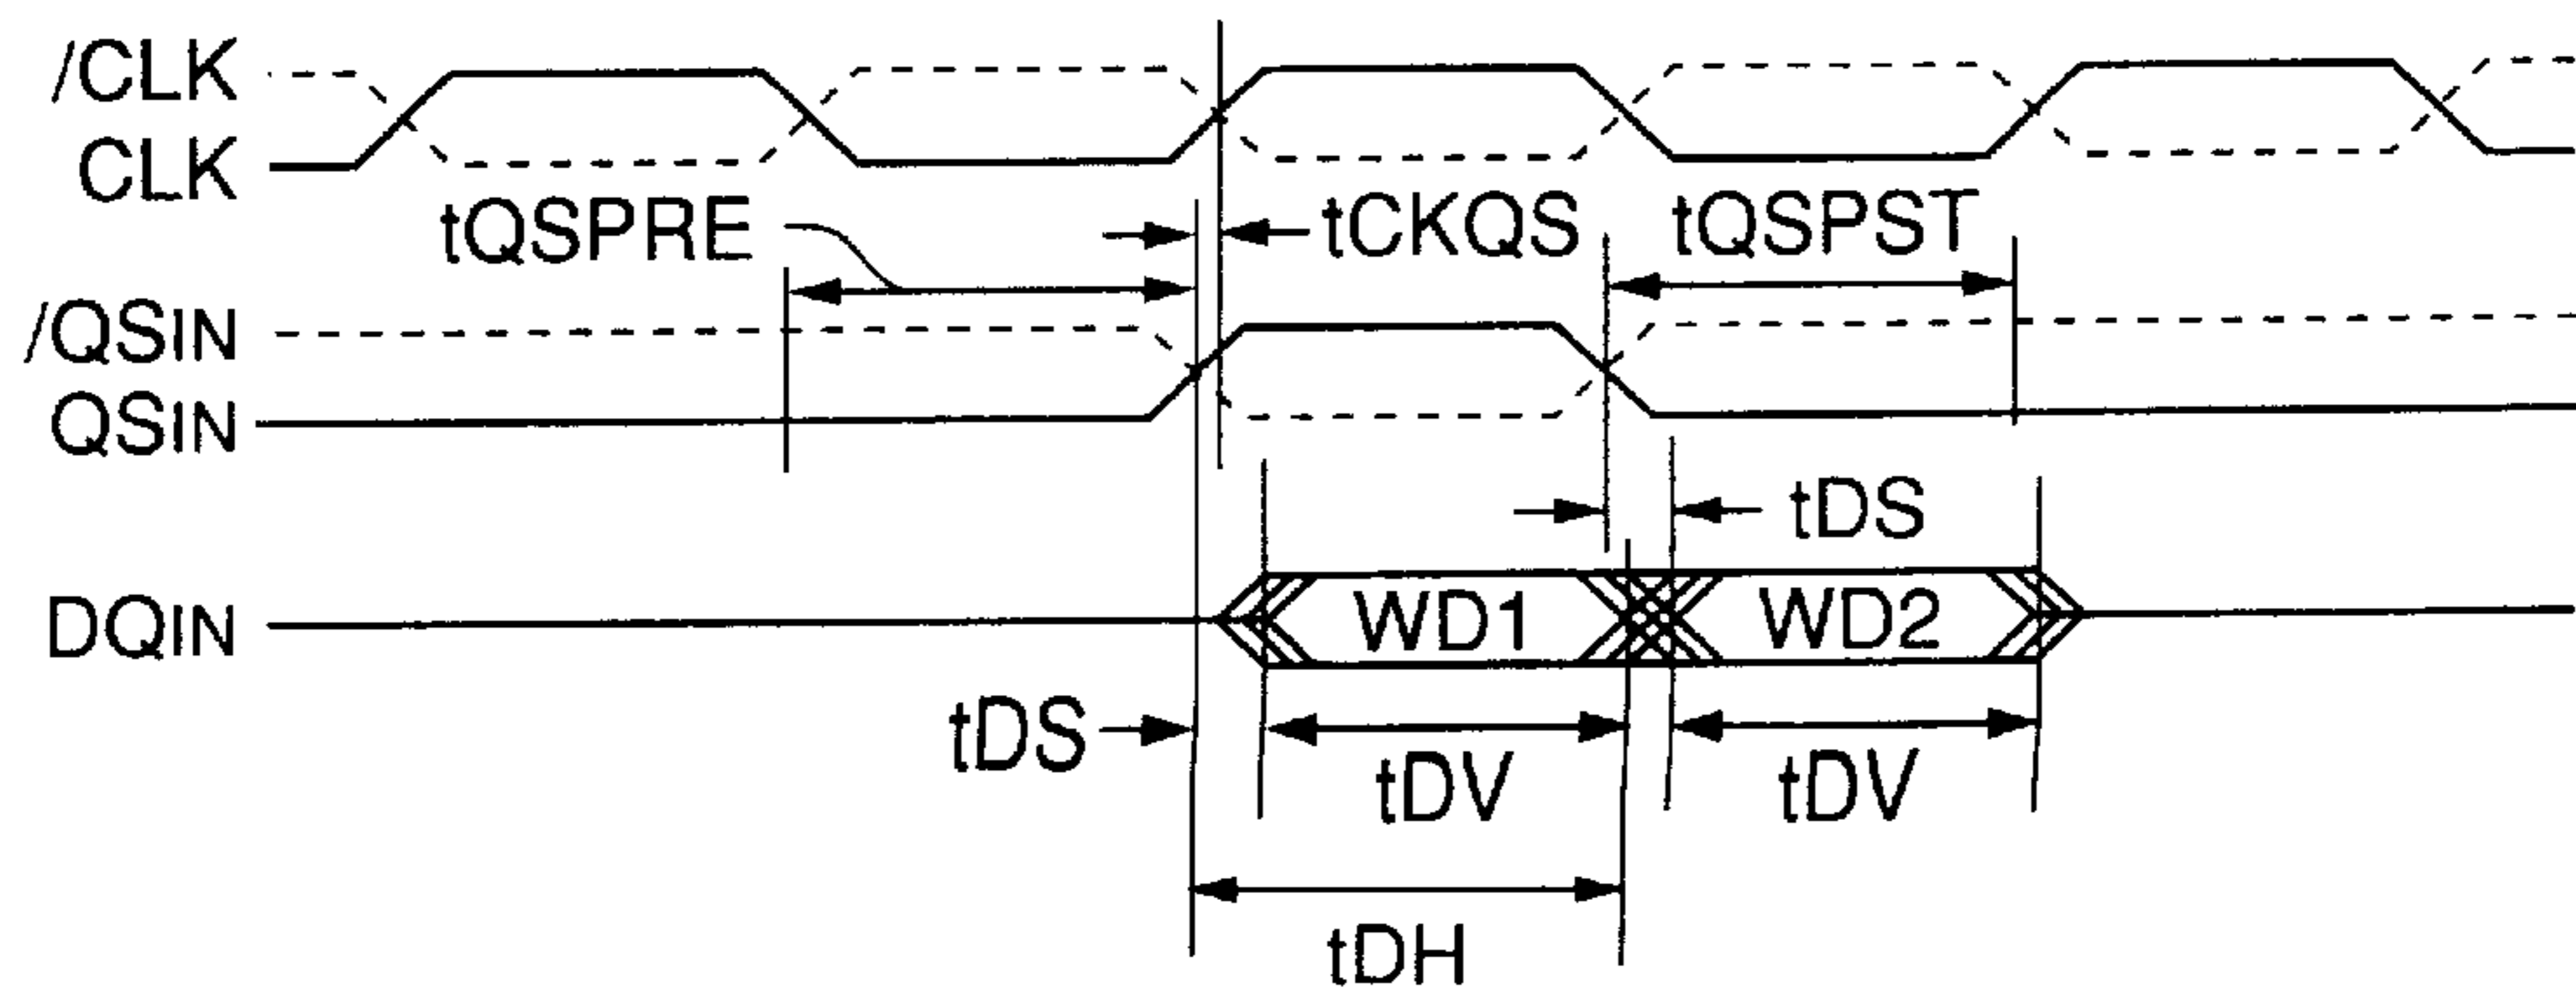 /CLK
CLK
tQSPRE
tCKQS
tQSPST
/QSIN
QSIN
tDS
DQIN
WD1
WD2
tDS
tDV
tDV
tDH